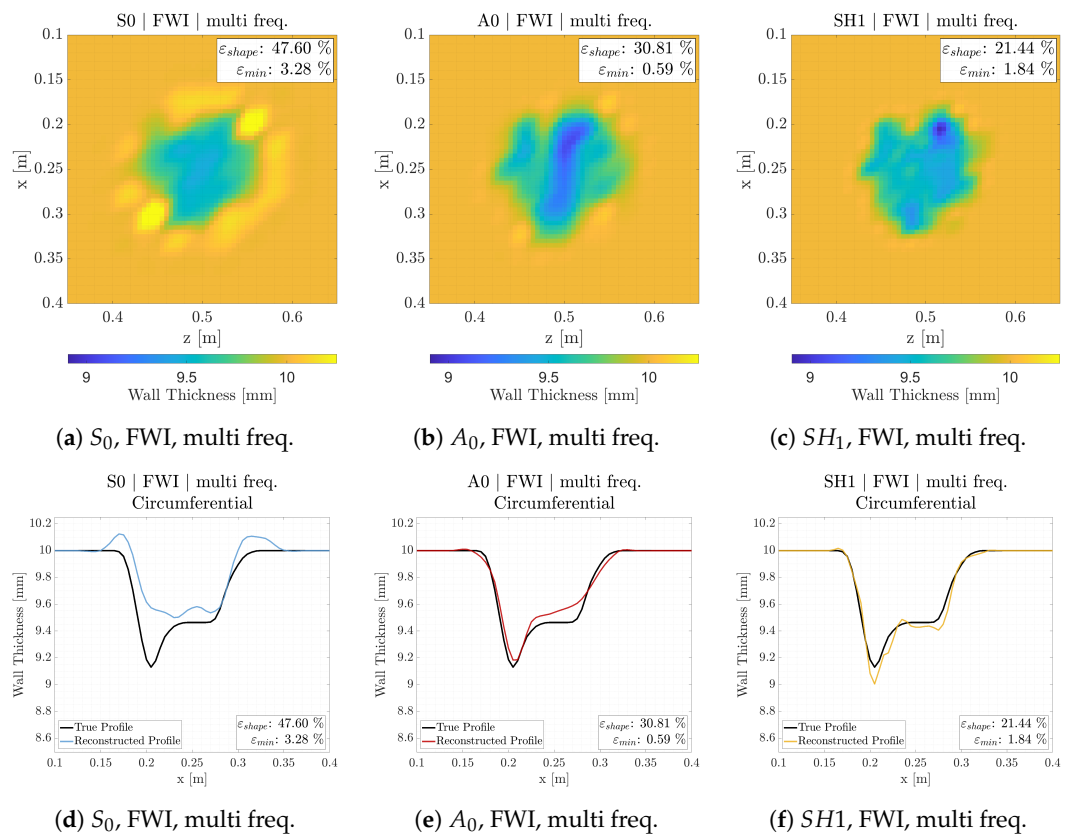 S0 | FWI | multi freq.
0.1
0.15
0.2
0.25
0.3
0.35
0.4
x [m]
ε_shape: 47.60 %
ε_min: 3.28 %
0.4 0.5 0.6
z [m]
9 9.5 10
Wall Thickness [mm]
(a) S₀, FWI, multi freq.
A0 | FWI | multi freq.
0.1
0.15
0.2
0.25
0.3
0.35
0.4
x [m]
ε_shape: 30.81 %
ε_min: 0.59 %
0.4 0.5 0.6
z [m]
9 9.5 10
Wall Thickness [mm]
(b) A₀, FWI, multi freq.
SH1 | FWI | multi freq.
0.1
0.15
0.2
0.25
0.3
0.35
0.4
x [m]
ε_shape: 21.44 %
ε_min: 1.84 %
0.4 0.5 0.6
z [m]
9 9.5 10
Wall Thickness [mm]
(c) SH₁, FWI, multi freq.
S0 | FWI | multi freq.
Circumferential
10.2
10
9.8
9.6
9.4
9.2
9
8.8
8.6
Wall Thickness [mm]
True Profile
Reconstructed Profile
ε_shape: 47.60 %
ε_min: 3.28 %
0.1 0.15 0.2 0.25 0.3 0.35 0.4
x [m]
(d) S₀, FWI, multi freq.
A0 | FWI | multi freq.
Circumferential
10.2
10
9.8
9.6
9.4
9.2
9
8.8
8.6
Wall Thickness [mm]
True Profile
Reconstructed Profile
ε_shape: 30.81 %
ε_min: 0.59 %
0.1 0.15 0.2 0.25 0.3 0.35 0.4
x [m]
(e) A₀, FWI, multi freq.
SH1 | FWI | multi freq.
Circumferential
10.2
10
9.8
9.6
9.4
9.2
9
8.8
8.6
Wall Thickness [mm]
True Profile
Reconstructed Profile
ε_shape: 21.44 %
ε_min: 1.84 %
0.1 0.15 0.2 0.25 0.3 0.35 0.4
x [m]
(f) SH1, FWI, multi freq.